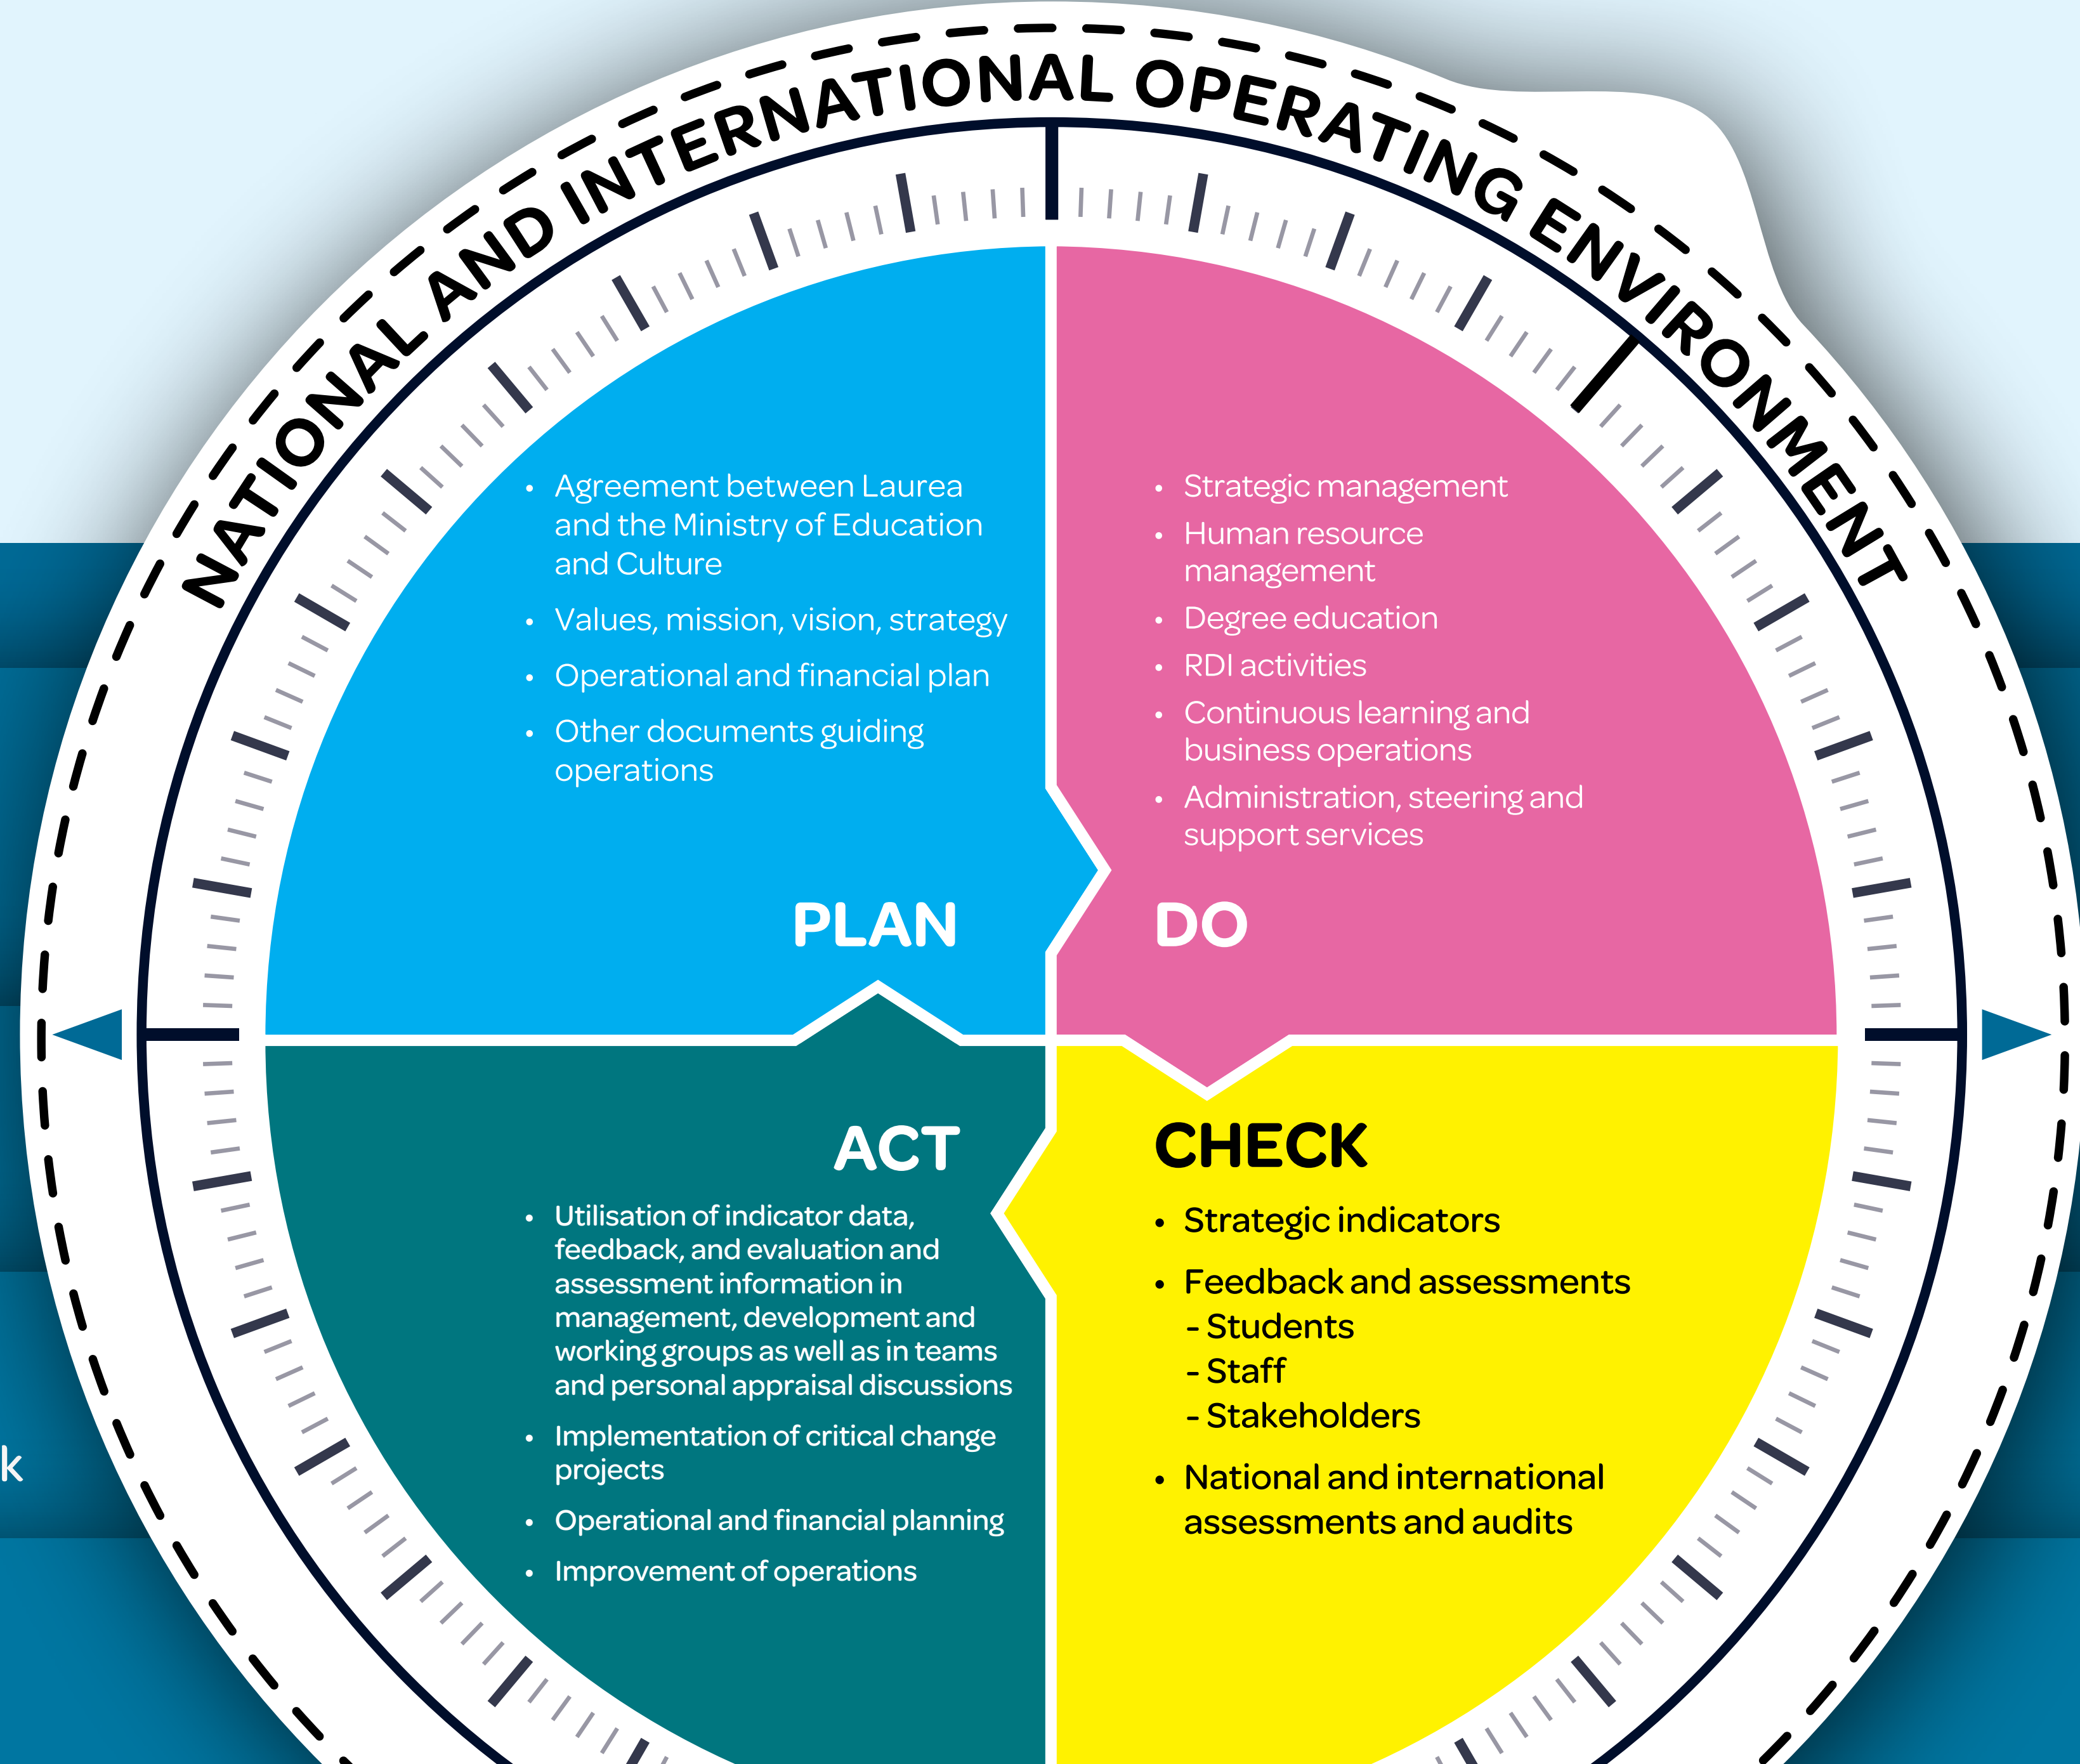 NATIONAL AND INTERNATIONAL OPERATING ENVIRONMENT
• Agreement between Laurea
and the Ministry of Education
and Culture
• Values, mission, vision, strategy
• Operational and financial plan
• Other documents guiding
operations
PLAN
• Strategic management
• Human resource
management
• Degree education
• RDI activities
• Continuous learning and
business operations
• Administration, steering and
support services
DO
ACT
• Utilisation of indicator data,
feedback, and evaluation and
assessment information in
management, development and
working groups as well as in teams
and personal appraisal discussions
• Implementation of critical change
projects
• Operational and financial planning
• Improvement of operations
CHECK
• Strategic indicators
• Feedback and assessments
- Students
- Staff
- Stakeholders
• National and international
assessments and audits
k